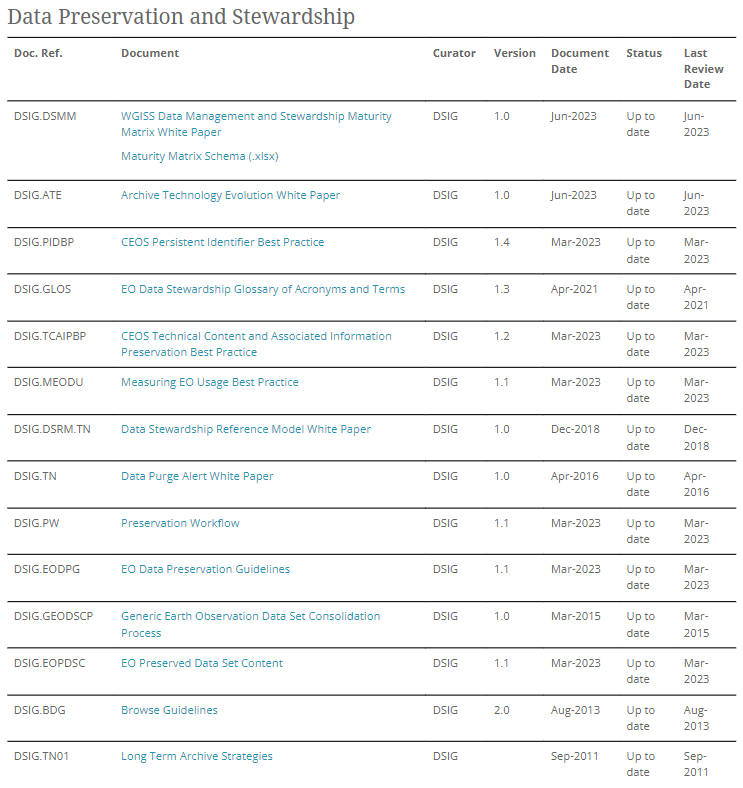 Data Preservation and Stewardship
Doc. Ref. Document Curator Version Document Date Status Last Review Date
DSIG.DSMM WGISS Data Management and Stewardship Maturity Matrix White Paper DSIG 1.0 Jun-2023 Up to date Jun-2023
Maturity Matrix Schema (.xlsx)
DSIG.ATE Archive Technology Evolution White Paper DSIG 1.0 Jun-2023 Up to date Jun-2023
DSIG.PIDBP CEOS Persistent Identifier Best Practice DSIG 1.4 Mar-2023 Up to date Mar-2023
DSIG.GLOS EO Data Stewardship Glossary of Acronyms and Terms DSIG 1.3 Apr-2021 Up to date Apr-2021
DSIG.TCAIPBP CEOS Technical Content and Associated Information Preservation Best Practice DSIG 1.2 Mar-2023 Up to date Mar-2023
DSIG.MEODU Measuring EO Usage Best Practice DSIG 1.1 Mar-2023 Up to date Mar-2023
DSIG.DSRM.TN Data Stewardship Reference Model White Paper DSIG 1.0 Dec-2018 Up to date Dec-2018
DSIG.TN Data Purge Alert White Paper DSIG 1.0 Apr-2016 Up to date Apr-2016
DSIG.PW Preservation Workflow DSIG 1.1 Mar-2023 Up to date Mar-2023
DSIG.EODPG EO Data Preservation Guidelines DSIG 1.1 Mar-2023 Up to date Mar-2023
DSIG.GEODSCP Generic Earth Observation Data Set Consolidation Process DSIG 1.0 Mar-2015 Up to date Mar-2015
DSIG.EOPDSC EO Preserved Data Set Content DSIG 1.1 Mar-2023 Up to date Mar-2023
DSIG.BDG Browse Guidelines DSIG 2.0 Aug-2013 Up to date Aug-2013
DSIG.TN01 Long Term Archive Strategies DSIG Sep-2011 Up to date Sep-2011